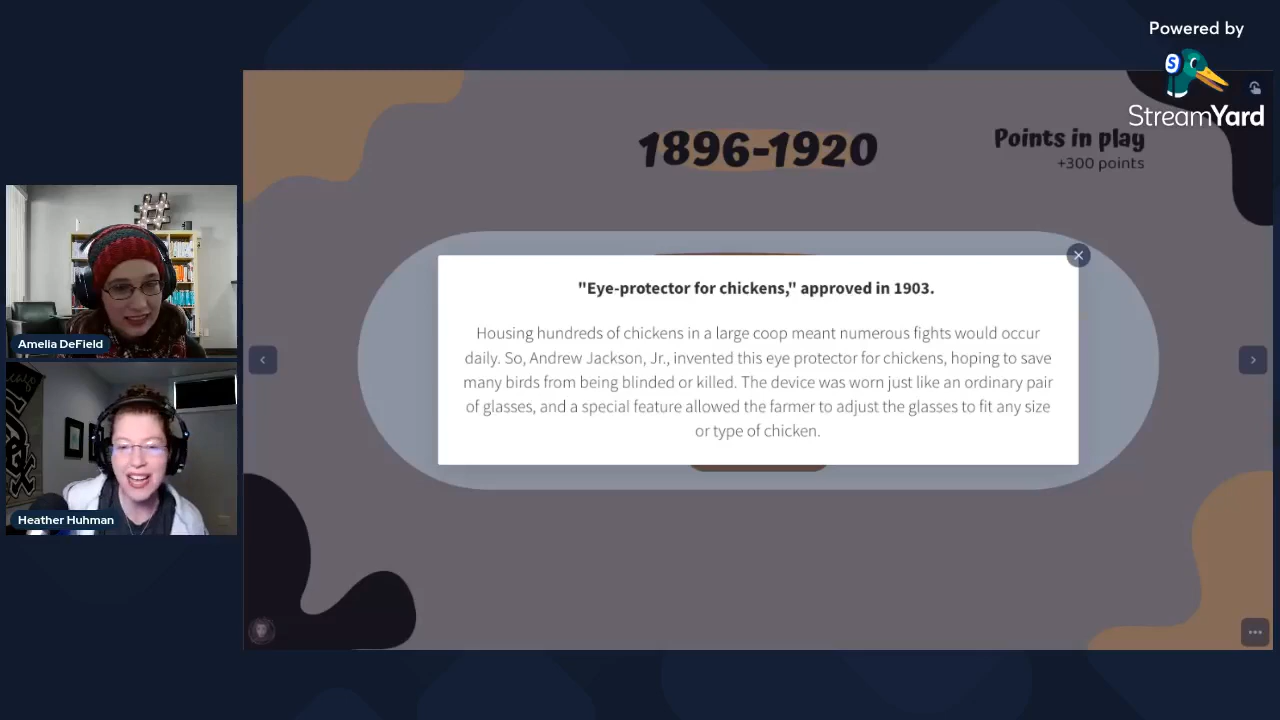 Powered by
StreamYard
1896-1920
Points in play
+300 points
"Eye-protector for chickens," approved in 1903.
Housing hundreds of chickens in a large coop meant numerous fights would occur
daily. So, Andrew Jackson, Jr., invented this eye protector for chickens, hoping to save
many birds from being blinded or killed. The device was worn just like an ordinary pair
of glasses, and a special feature allowed the farmer to adjust the glasses to fit any size
or type of chicken.
#
Amelia DeField
Heather Huhman